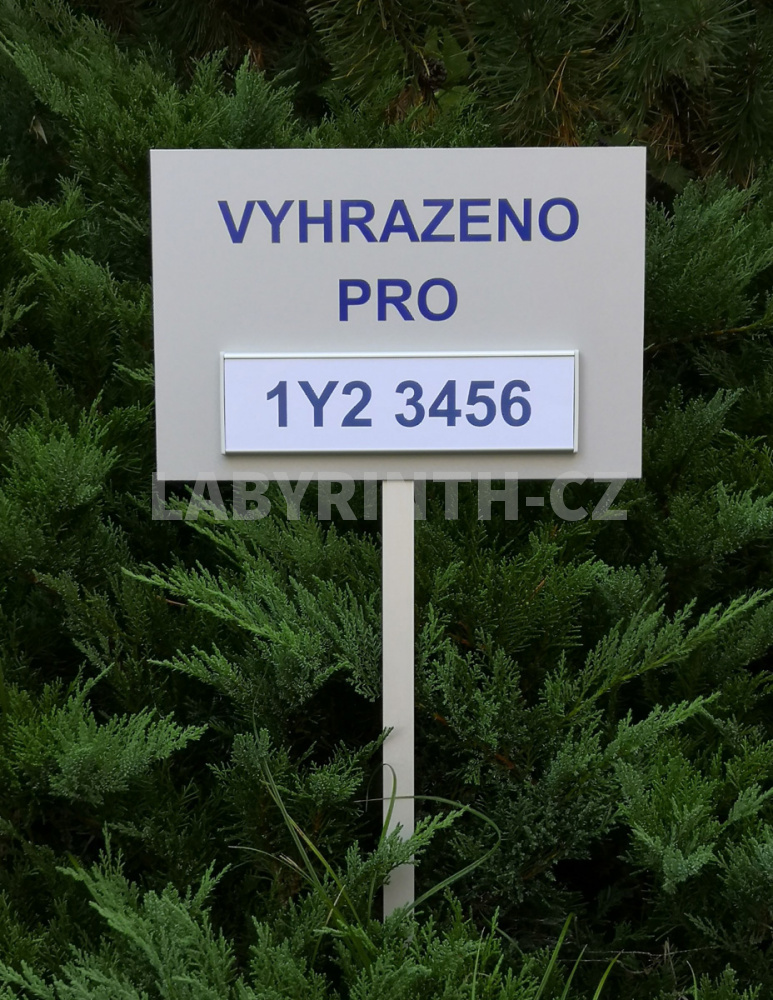 VYHRAZENO
PRO
1Y2 3456
LABYRINTH-CZ